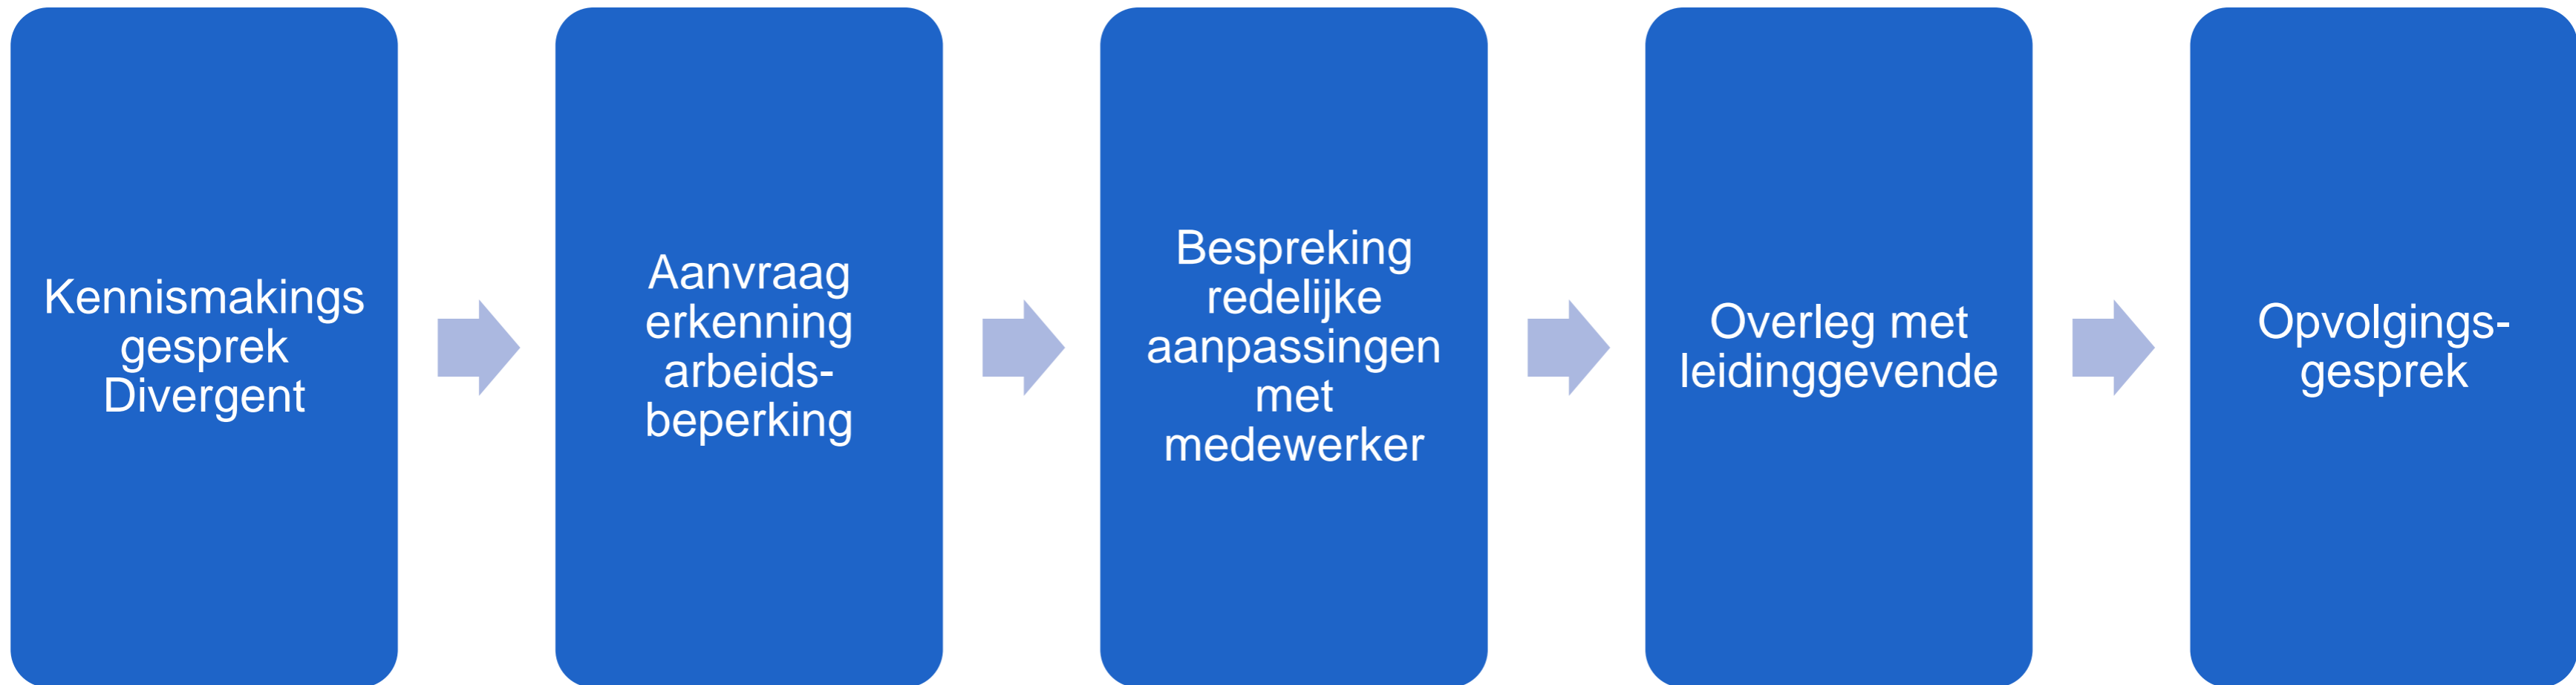 Kennismakings
gesprek
Divergent
Aanvraag
erkenning
arbeids-
beperking
Bespreking
redelijke
aanpassingen
met
medewerker
Overleg met
leidinggevende
Opvolgings-
gesprek